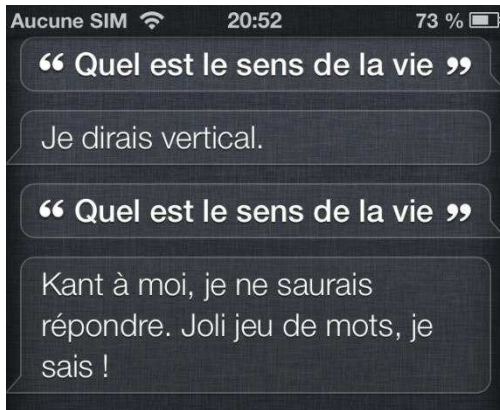 Aucune SIM 20:52 73 %
“ Quel est le sens de la vie ”
Je dirais vertical.
“ Quel est le sens de la vie ”
Kant à moi, je ne saurais
répondre. Joli jeu de mots, je
sais !